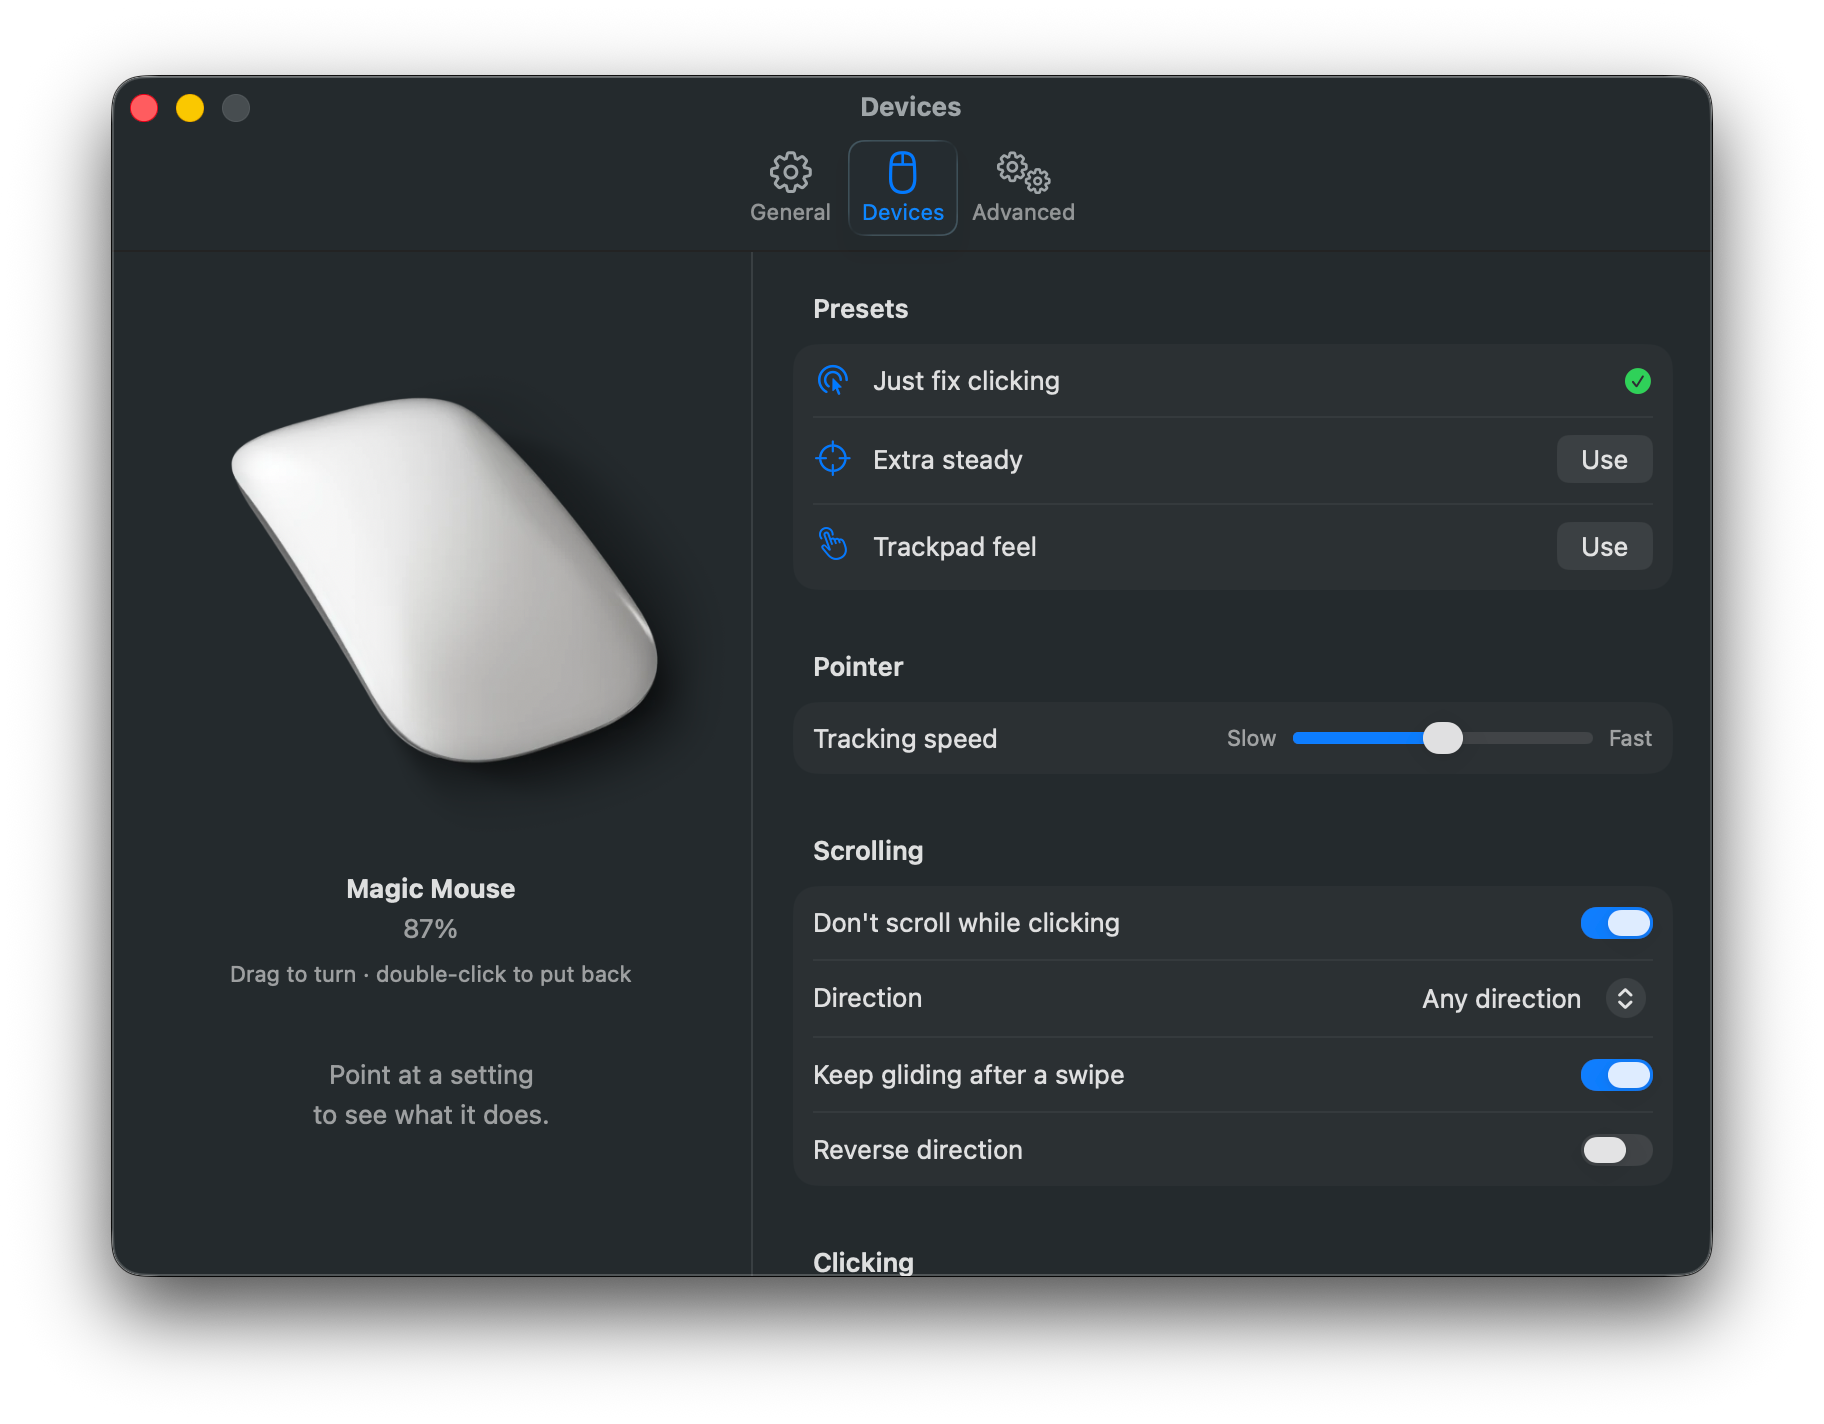 Devices
General
Devices
Advanced
Presets
Just fix clicking
Extra steady
Use
Trackpad feel
Use
Pointer
Tracking speed
Slow
Fast
Scrolling
Don't scroll while clicking
Direction
Any direction
Keep gliding after a swipe
Reverse direction
Clicking
Magic Mouse
87%
Drag to turn · double-click to put back
Point at a setting
to see what it does.